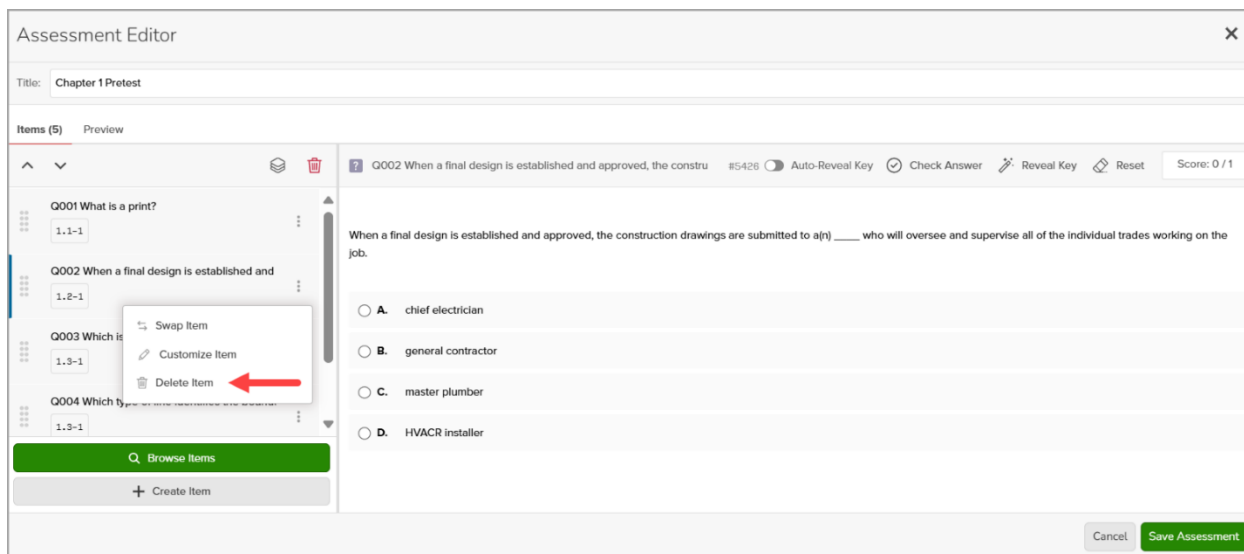 Assessment Editor
Title: Chapter 1 Pretest
Items (5) Preview
Q002 When a final design is established and approved, the constru #5426 Auto-Reveal Key Check Answer Reveal Key Reset Score: 0 / 1
Q001 What is a print?
1.1-1
Q002 When a final design is established and
1.2-1
Swap Item
Customize Item
Delete Item
Q003 Which is
1.3-1
Q004 Which
1.3-1
Browse Items
+ Create Item
When a final design is established and approved, the construction drawings are submitted to a(n) ____ who will oversee and supervise all of the individual trades working on the
job.
A. chief electrician
B. general contractor
C. master plumber
D. HVACR installer
Cancel Save Assessment